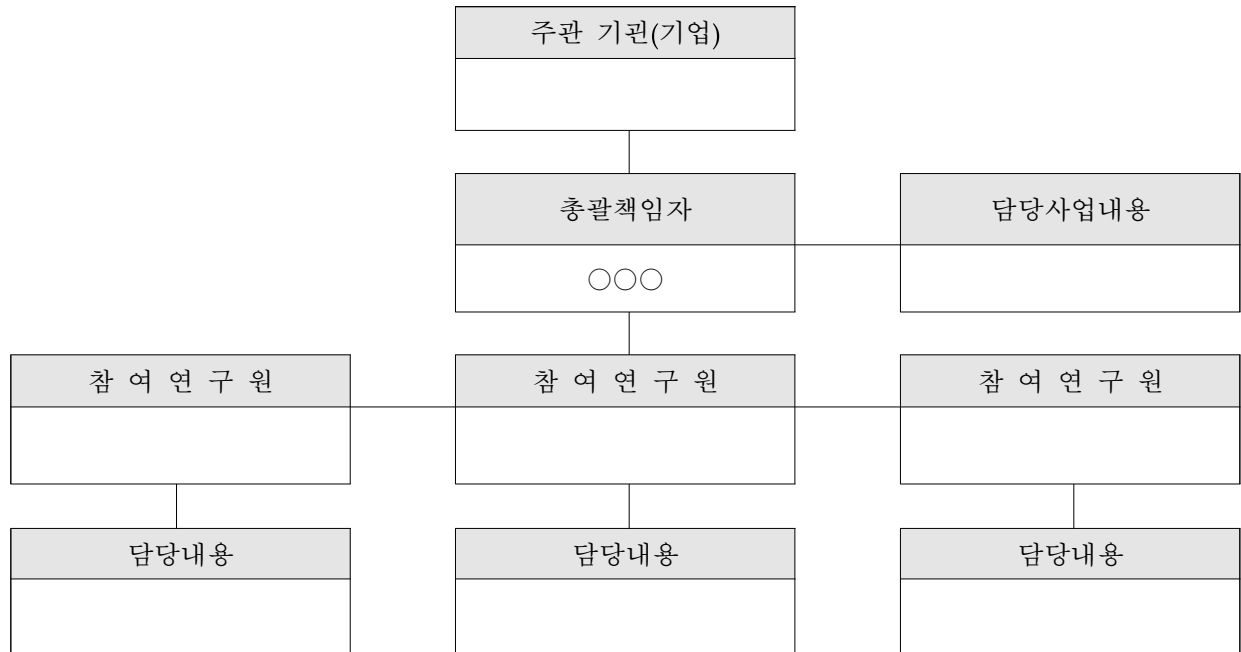 주관 기괸(기업)
총괄책임자 담당사업내용
○○○
참 여 연 구 원 참 여 연 구 원 참 여 연 구 원
담당내용 담당내용 담당내용